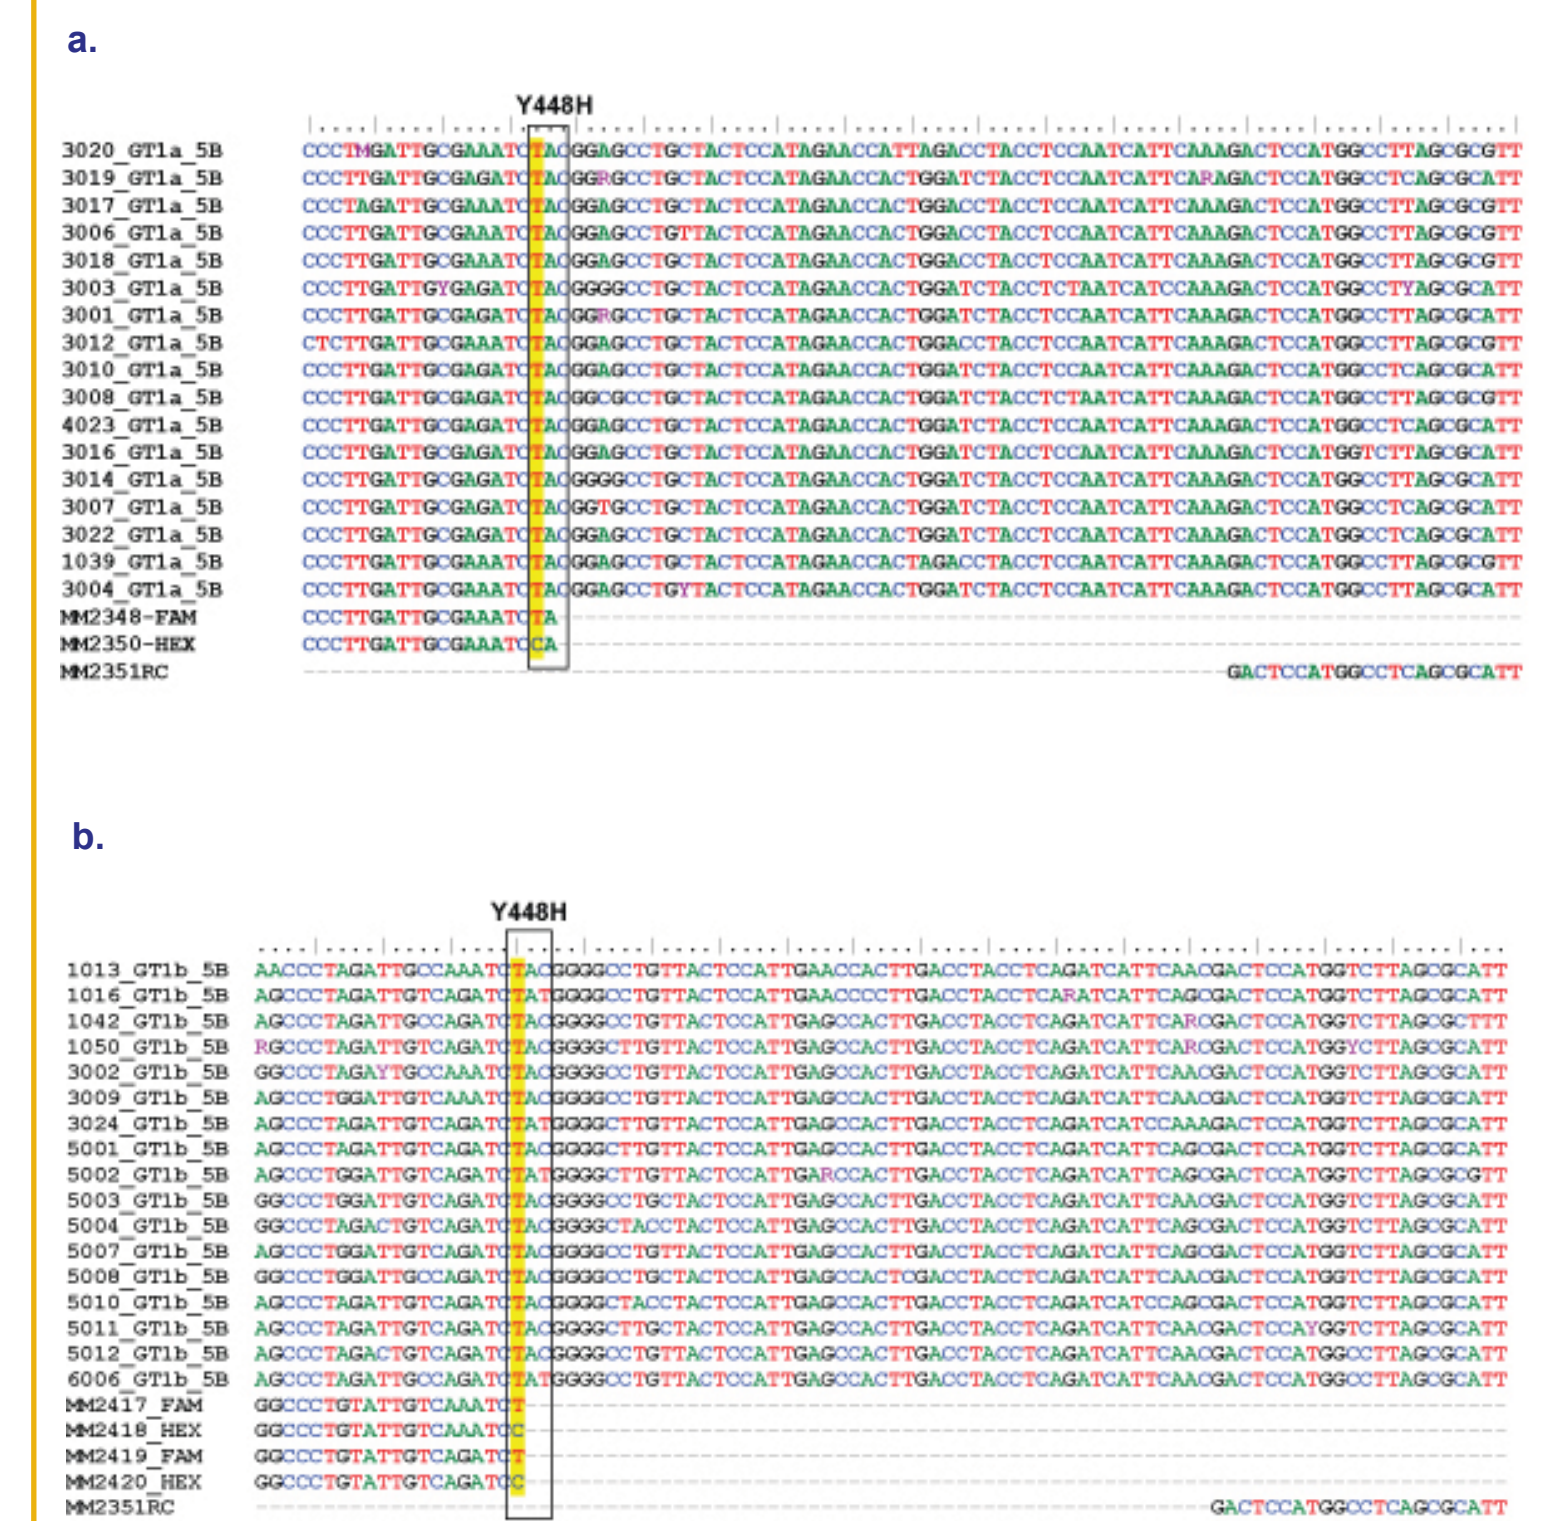 a.
Y448H
3020_GT1a_5B CCCTMGATTGCGAAATCTACGGAGCCTGCTACTCCATAGAACCATTAGACCTACCTCCAATCATTCAAAGACTCCATGGCCTTAGCGCGTT
3019_GT1a_5B CCCTTGATTGCGAGATCTACGGRGCCTGCTACTCCATAGAACCACTGGATCTACCTCCAATCATTCARAGACTCCATGGCCTCAGCGCATT
3017_GT1a_5B CCCTAGATTGCGAAATCTACGGAGCCTGCTACTCCATAGAACCACTGGACCTACCTCCAATCATTCAAAGACTCCATGGCCTTAGCGCGTT
3006_GT1a_5B CCCTTGATTGCGAAATCTACGGAGCCTGTTACTCCATAGAACCACTGGACCTACCTCCAATCATTCAAAGACTCCATGGCCTTAGCGCGTT
3018_GT1a_5B CCCTTGATTGCGAAATCTACGGAGCCTGCTACTCCATAGAACCACTGGACCTACCTCCAATCATTCAAAGACTCCATGGCCTTAGCGCGTT
3003_GT1a_5B CCCTTGATTGYGAGATCTACGGGGCCTGCTACTCCATAGAACCACTGGATCTACCTCTAATCATCCAAAGACTCCATGGCCTYAGCGCATT
3001_GT1a_5B CCCTTGATTGCGAGATCTACGGRGCCTGCTACTCCATAGAACCACTGGATCTACCTCCAATCATTCAAAGACTCCATGGCCTTAGCGCATT
3012_GT1a_5B CTCTTGATTGCGAAATCTACGGAGCCTGCTACTCCATAGAACCACTGGACCTACCTCCAATCATTCAAAGACTCCATGGCCTTAGCGCGTT
3010_GT1a_5B CCCTTGATTGCGAGATCTACGGAGCCTGCTACTCCATAGAACCACTGGATCTACCTCCAATCATTCAAAGACTCCATGGCCTCAGCGCATT
3008_GT1a_5B CCCTTGATTGCGAGATCTACGGCGCCTGCTACTCCATAGAACCACTGGATCTACCTCTAATCATTCAAAGACTCCATGGCCTTAGCGCGTT
4023_GT1a_5B CCCTTGATTGCGAGATCTACGGAGCCTGCTACTCCATAGAACCACTGGATCTACCTCCAATCATTCAAAGACTCCATGGCCTCAGCGCATT
3016_GT1a_5B CCCTTGATTGCGAGATCTACGGAGCCTGCTACTCCATAGAACCACTGGATCTACCTCCAATCATTCAAAGACTCCATGGTCTTAGCGCATT
3014_GT1a_5B CCCTTGATTGCGAGATCTACGGGGCCTGCTACTCCATAGAACCACTGGATCTACCTCCAATCATTCAAAGACTCCATGGCCTTAGCGCATT
3007_GT1a_5B CCCTTGATTGCGAGATCTACGGTGCCTGCTACTCCATAGAACCACTGGATCTACCTCCAATCATTCAAAGACTCCATGGCCTCAGCGCATT
3022_GT1a_5B CCCTTGATTGCGAGATCTACGGAGCCTGCTACTCCATAGAACCACTGGATCTACCTCCAATCATTCAAAGACTCCATGGCCTCAGCGCATT
1039_GT1a_5B CCCTTGATTGCGAAATCTACGGAGCCTGCTACTCCATAGAACCACTAGACCTACCTCCAATCATTCAAAGACTCCATGGCCTTAGCGCGTT
3004_GT1a_5B CCCTTGATTGCGAAATCTACGGAGCCTGYTACTCCATAGAACCACTGGATCTACCTCCAATCATTCAAAGACTCCATGGCCTTAGCGCATT
MM2348-FAM CCCTTGATTGCGAAATCTA
MM2350-HEX CCCTTGATTGCGAAATCCA
MM2351RC GACTCCATGGCCTCAGCGCATT
b.
Y448H
1013_GT1b_5B AACCCTAGATTGCCAAATCTACGGGGCCTGTTACTCCATTGAACCACTTGACCTACCTCAGATCATTCAACGACTCCATGGTCTTAGCGCATT
1016_GT1b_5B AGCCCTAGATTGTCAGATCTATGGGGCCTGTTACTCCATTGAACCCCTTGACCTACCTCARATCATTCAGCGACTCCATGGTCTTAGCGCATT
1042_GT1b_5B AGCCCTAGATTGCCAGATCTACGGGGCCTGTTACTCCATTGAGCCACTTGACCTACCTCAGATCATTCARCGACTCCATGGTCTTAGCGCTTT
1050_GT1b_5B RGCCCTAGATTGTCAGATCTACGGGGCTTGTTACTCCATTGAGCCACTTGACCTACCTCAGATCATTCARCGACTCCATGGYCTTAGCGCATT
3002_GT1b_5B GGCCCTAGAYTGCCAAATCTACGGGGCCTGTTACTCCATTGAGCCACTTGACCTACCTCAGATCATTCAACGACTCCATGGTCTTAGCGCATT
3009_GT1b_5B AGCCCTGGATTGTCAAATCTACGGGGCCTGTTACTCCATTGAGCCACTTGACCTACCTCAGATCATTCAACGACTCCATGGTCTTAGCGCATT
3024_GT1b_5B AGCCCTAGATTGTCAGATCTATGGGGCTTGTTACTCCATTGAGCCACTTGACCTACCTCAGATCATCCAAAGACTCCATGGTCTTAGCGCATT
5001_GT1b_5B AGCCCTAGATTGTCAGATCTACGGGGCTTGTTACTCCATTGAGCCACTTGACCTACCTCAGATCATTCAGCGACTCCATGGTCTTAGCGCATT
5002_GT1b_5B AGCCCTGGATTGTCAGATCTATGGGGCTTGTTACTCCATTGARCCACTTGACCTACCTCAGATCATTCAGCGACTCCATGGTCTTAGCGCGTT
5003_GT1b_5B GGCCCTGGATTGTCAGATCTACGGGGCCTGCTACTCCATTGAGCCACTTGACCTACCTCAGATCATTCAACGACTCCATGGTCTTAGCGCATT
5004_GT1b_5B GGCCCTAGACTGTCAGATCTACGGGGCTACCTACTCCATTGAGCCACTTGACCTACCTCAGATCATTCAGCGACTCCATGGTCTTAGCGCATT
5007_GT1b_5B AGCCCTGGATTGTCAGATCTACGGGGCCTGTTACTCCATTGAGCCACTTGACCTACCTCAGATCATTCAGCGACTCCATGGTCTTAGCGCATT
5008_GT1b_5B GGCCCTGGATTGCCAGATCTACGGGGCCTGCTACTCCATTGAGCCACTCGACCTACCTCAGATCATTCAACGACTCCATGGTCTTAGCGCATT
5010_GT1b_5B AGCCCTAGATTGTCAGATCTACGGGGCTACCTACTCCATTGAGCCACTTGACCTACCTCAGATCATCCAGCGACTCCATGGTCTTAGCGCATT
5011_GT1b_5B AGCCCTAGATTGTCAGATCTACGGGGCTTGCTACTCCATTGAGCCACTTGACCTACCTCAGATCATTCAACGACTCCAYGGTCTTAGCGCATT
5012_GT1b_5B AGCCCTAGACTGTCAGATCTACGGGGCCTGTTACTCCATTGAGCCACTTGACCTACCTCAGATCATTCAACGACTCCATGGCCTTAGCGCATT
6006_GT1b_5B AGCCCTAGATTGCCAGATCTATGGGGCCTGTTACTCCATTGAGCCACTTGACCTACCTCAGATCATTCAACGACTCCATGGCCTTAGCGCATT
MM2417_FAM GGCCCTGTATTGTCAAATCT
MM2418_HEX GGCCCTGTATTGTCAAATCC
MM2419_FAM GGCCCTGTATTGTCAGATCT
MM2420_HEX GGCCCTGTATTGTCAGATCC
MM2351RC GACTCCATGGCCTCAGCGCATT